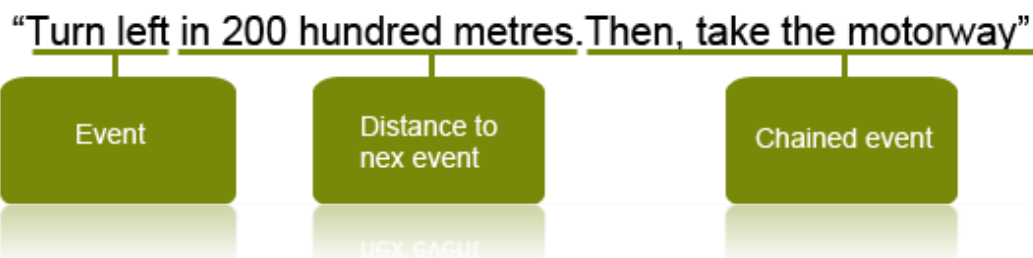 “Turn left in 200 hundred metres.Then, take the motorway”
Event
Distance to
nex event
Chained event